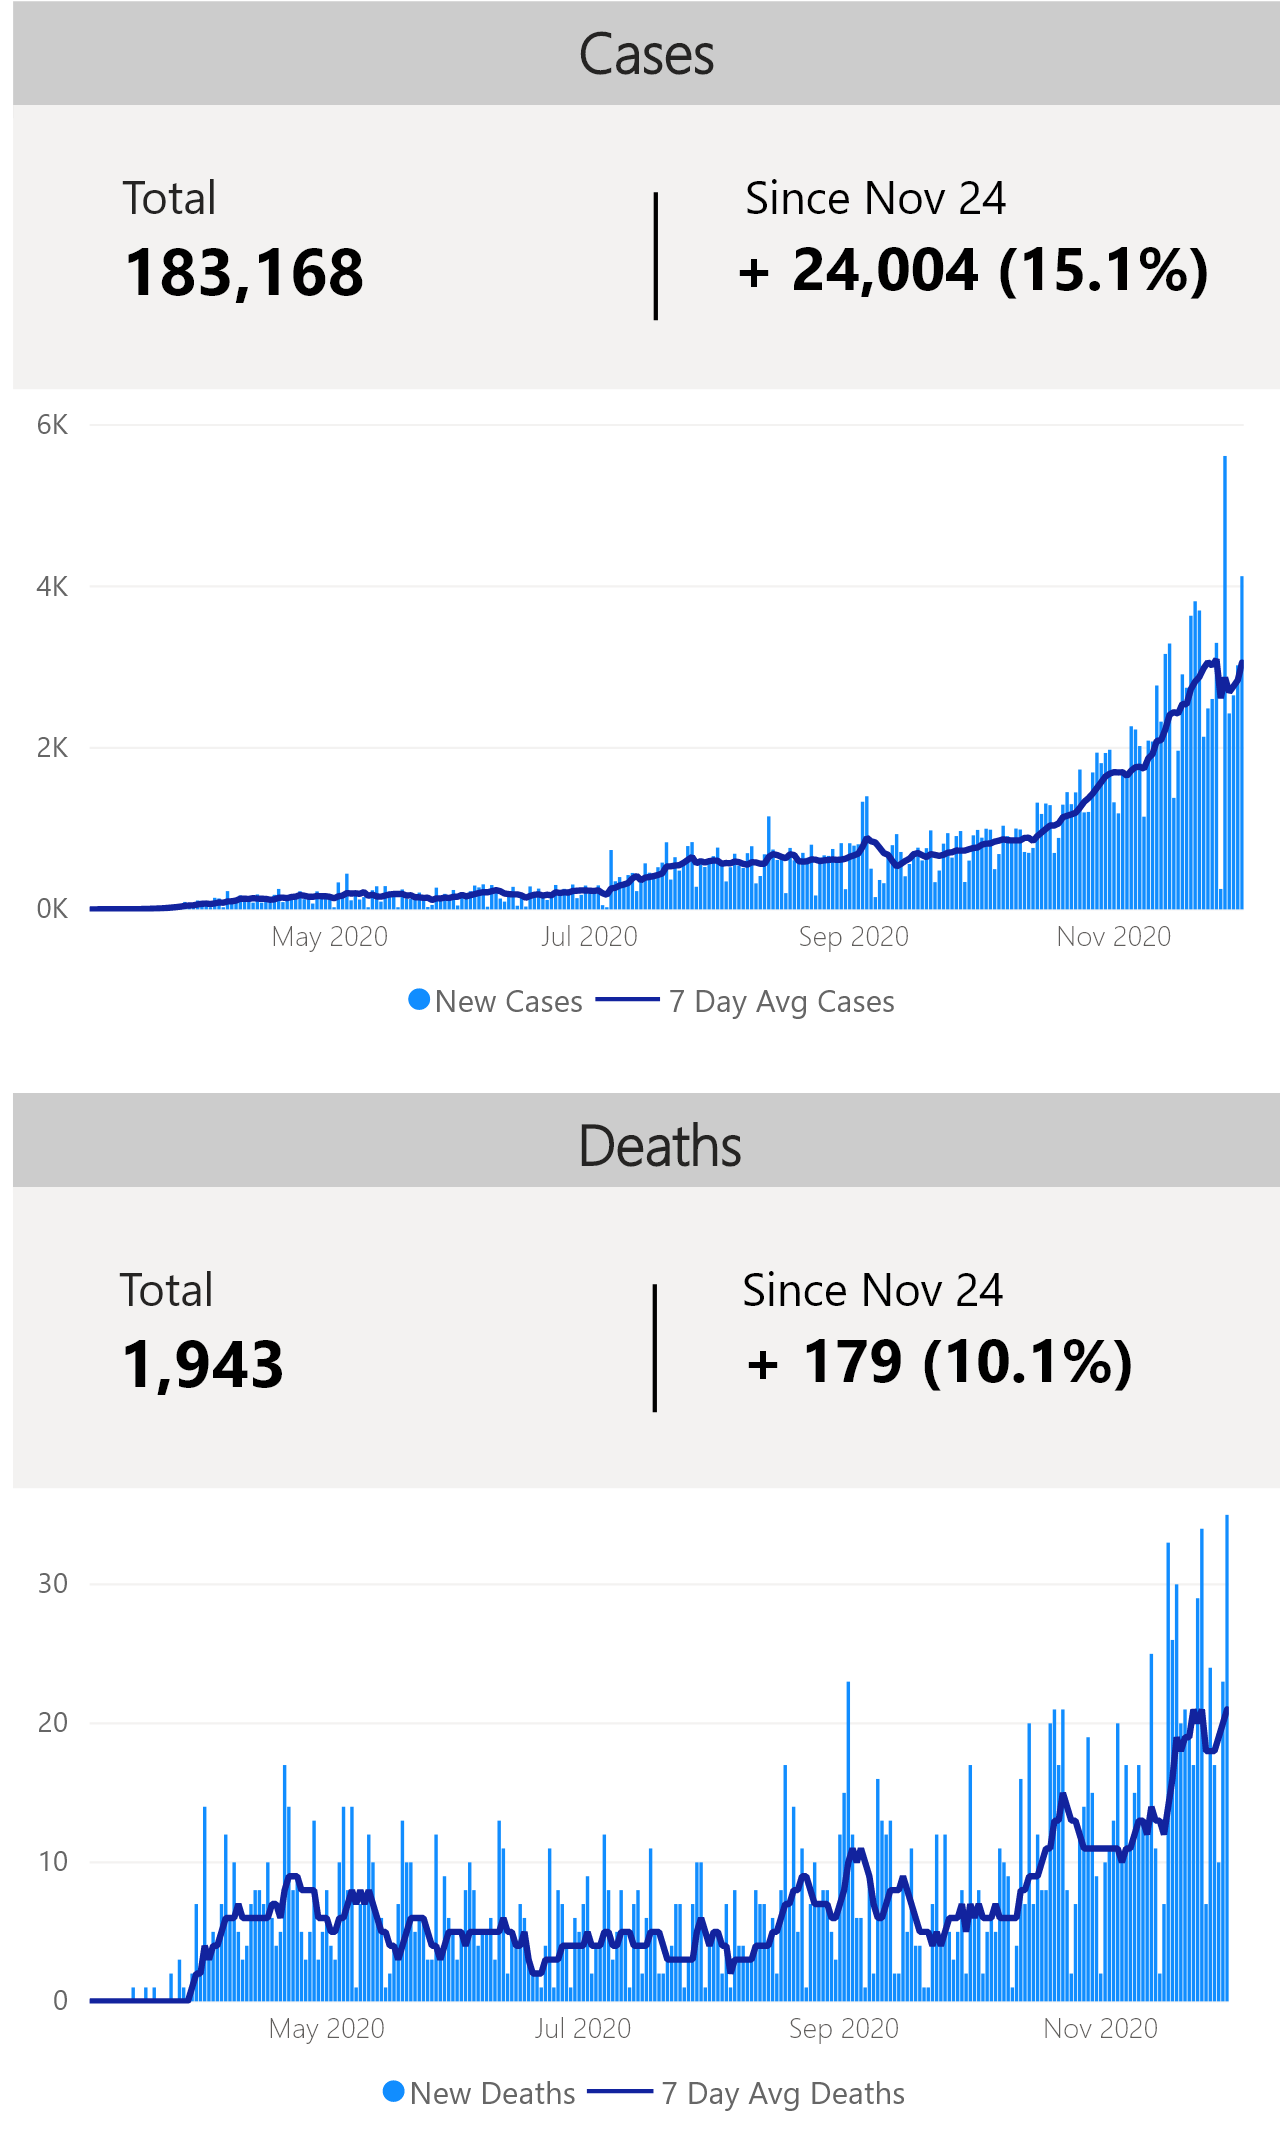 Cases
Total
Since Nov 24
183,168
+ 24,004 (15.1%)
6K
4K
2K
0K
May 2020
Jul 2020
Sep 2020
Nov 2020
New Cases
7 Day Avg Cases
Deaths
Total
Since Nov 24
1,943
+ 179 (10.1%)
30
20
10
0
May 2020
Jul 2020
Sep 2020
Nov 2020
New Deaths
7 Day Avg Deaths